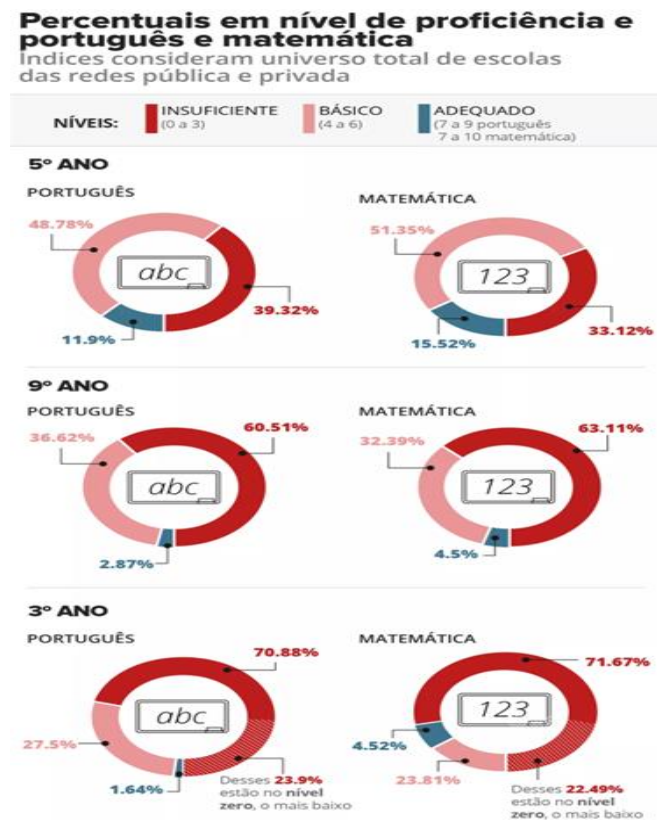 Percentuais em nível de proficiência e
português e matemática
Índices consideram universo total de escolas
das redes pública e privada
NÍVEIS:
INSUFICIENTE
(0 a 3)
BÁSICO
(4 a 6)
ADEQUADO
(7 a 9 português
7 a 10 matemática)
5º ANO
PORTUGUÊS
48.78%
abc
39.32%
11.9%
MATEMÁTICA
51.35%
123
33.12%
15.52%
9º ANO
PORTUGUÊS
36.62%
60.51%
abc
2.87%
MATEMÁTICA
32.39%
63.11%
123
4.5%
3º ANO
PORTUGUÊS
70.88%
abc
27.5%
1.64%
Desses 23.9%
estão no nível
zero, o mais baixo
MATEMÁTICA
71.67%
123
4.52%
23.81%
Desses 22.49%
estão no nível
zero, o mais baixo